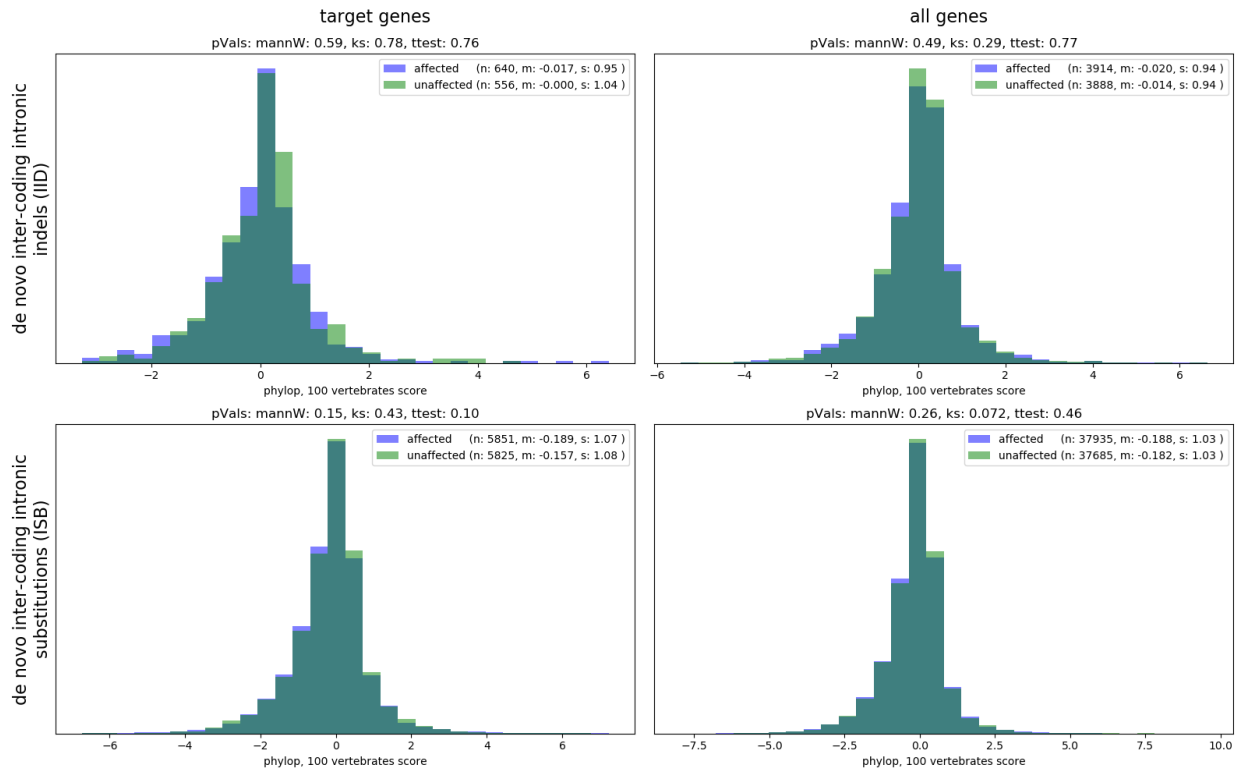 target genes
all genes
pVals: mannW: 0.59, ks: 0.78, ttest: 0.76
pVals: mannW: 0.49, ks: 0.29, ttest: 0.77
affected (n: 640, m: -0.017, s: 0.95 )
unaffected (n: 556, m: -0.000, s: 1.04 )
affected (n: 3914, m: -0.020, s: 0.94 )
unaffected (n: 3888, m: -0.014, s: 0.94 )
de novo inter-coding intronic
indels (IID)
−2 0 2 4 6
phylop, 100 vertebrates score
−6 −4 −2 0 2 4 6
phylop, 100 vertebrates score
pVals: mannW: 0.15, ks: 0.43, ttest: 0.10
pVals: mannW: 0.26, ks: 0.072, ttest: 0.46
affected (n: 5851, m: -0.189, s: 1.07 )
unaffected (n: 5825, m: -0.157, s: 1.08 )
affected (n: 37935, m: -0.188, s: 1.03 )
unaffected (n: 37685, m: -0.182, s: 1.03 )
de novo inter-coding intronic
substitutions (ISB)
−6 −4 −2 0 2 4 6
phylop, 100 vertebrates score
−7.5 −5.0 −2.5 0.0 2.5 5.0 7.5 10.0
phylop, 100 vertebrates score